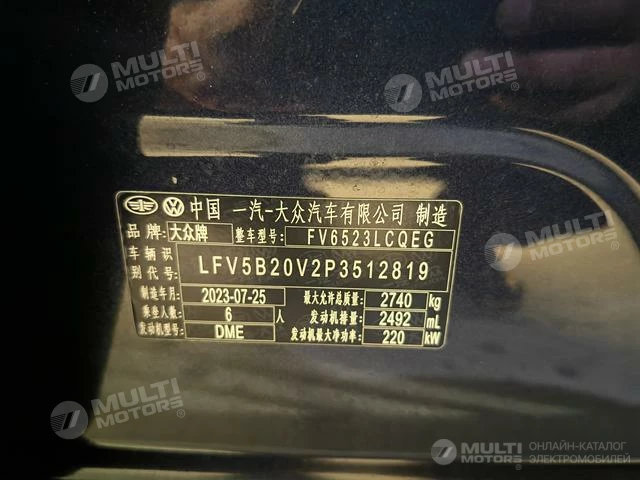 MULTI
MOTORS®
MULTI
MOTORS®
中国 一汽-大众汽车有限公司 制造
品 牌: 大众牌 整车型号: FV6523LCQEG
车辆识别代号: LFV5B20V2P3512819
制造年月: 2023-07-25 最大允许总质量: 2740 kg
乘坐人数: 6 人 发动机排量: 2492 mL
发动机型号: DME 发动机最大净功率: 220 kW
MULTI
MOTORS®
MULTI
MOTORS®
MULTI
MOTORS®
ОНЛАЙН-КАТАЛОГ
ЭЛЕКТРОМОБИЛЕЙ